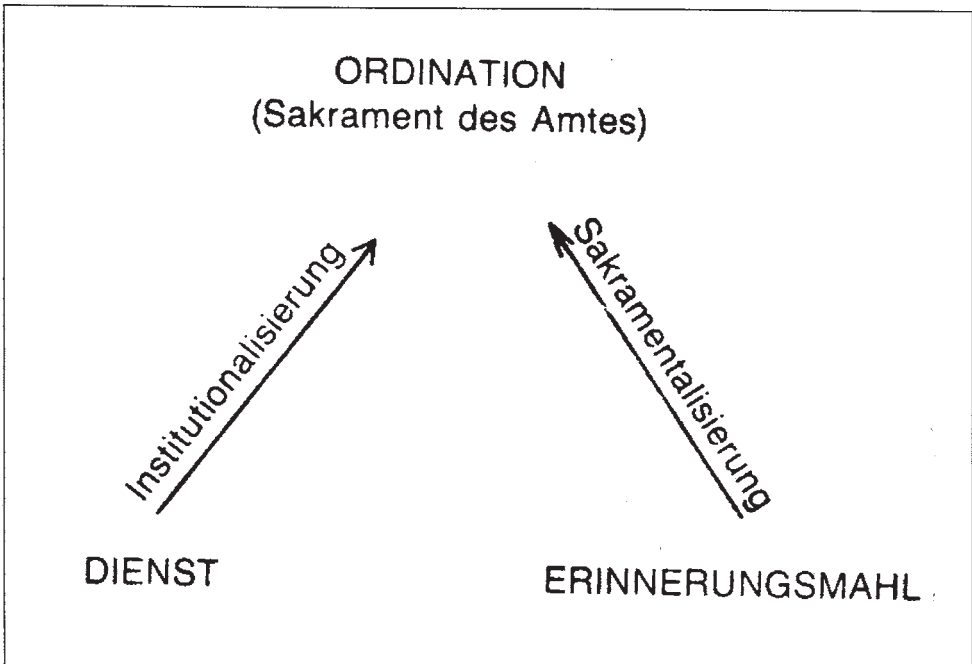 ORDINATION
(Sakrament des Amtes)
Institutionalisierung
Sakramentalisierung
DIENST
ERINNERUNGSMAHL